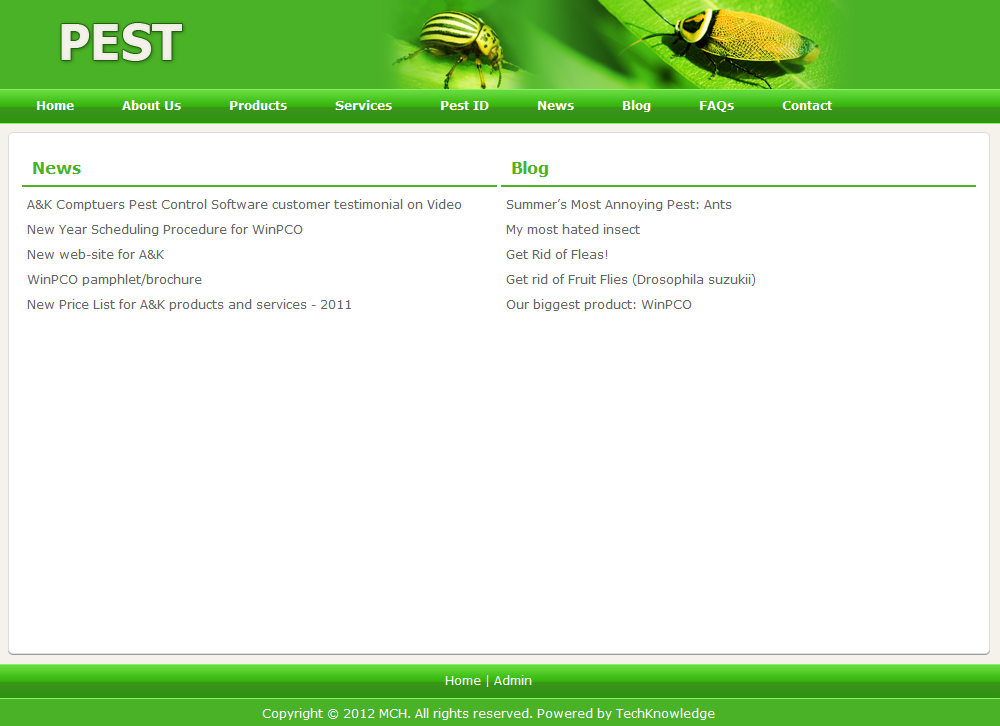 PEST
Home About Us Products Services Pest ID News Blog FAQs Contact
News
A&K Comptuers Pest Control Software customer testimonial on Video
New Year Scheduling Procedure for WinPCO
New web-site for A&K
WinPCO pamphlet/brochure
New Price List for A&K products and services - 2011
Blog
Summer's Most Annoying Pest: Ants
My most hated insect
Get Rid of Fleas!
Get rid of Fruit Flies (Drosophila suzukii)
Our biggest product: WinPCO
Home | Admin
Copyright © 2012 MCH. All rights reserved. Powered by TechKnowledge